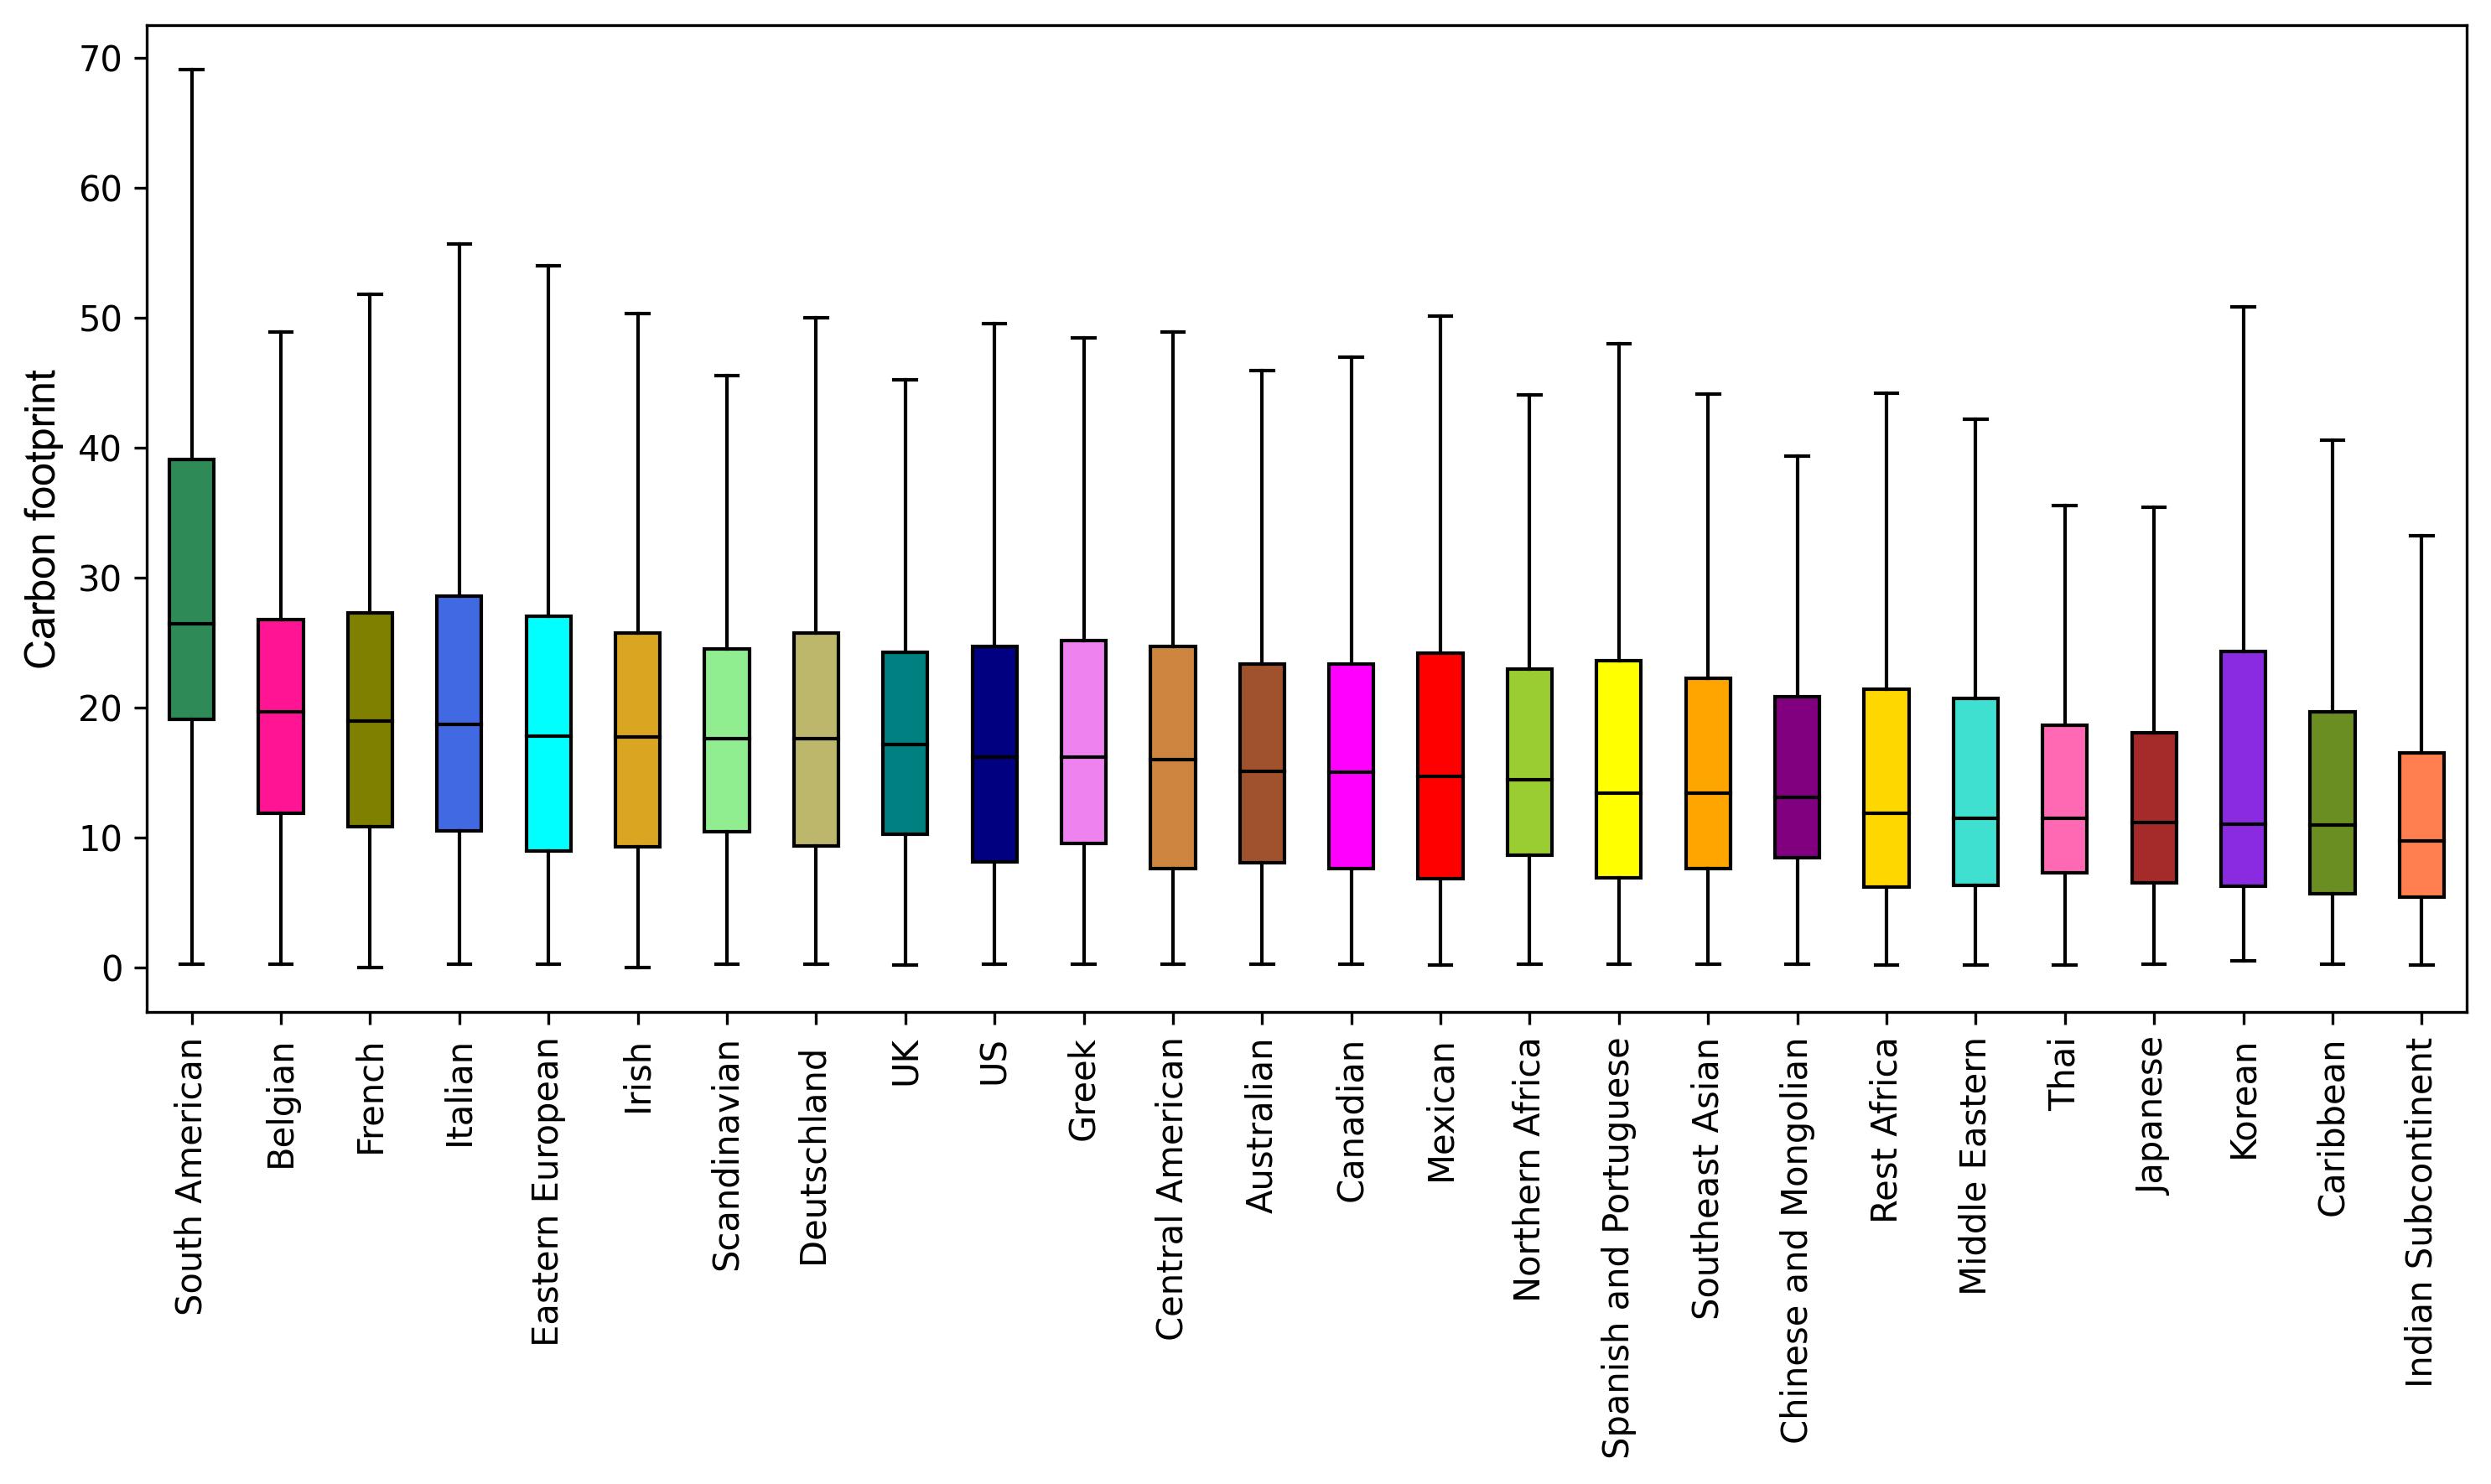 Carbon footprint
70
60
50
40
30
20
10
0
South American
Belgian
French
Italian
Eastern European
Irish
Scandinavian
Deutschland
UK
US
Greek
Central American
Australian
Canadian
Mexican
Northern Africa
Spanish and Portuguese
Southeast Asian
Chinese and Mongolian
Rest Africa
Middle Eastern
Thai
Japanese
Korean
Caribbean
Indian Subcontinent